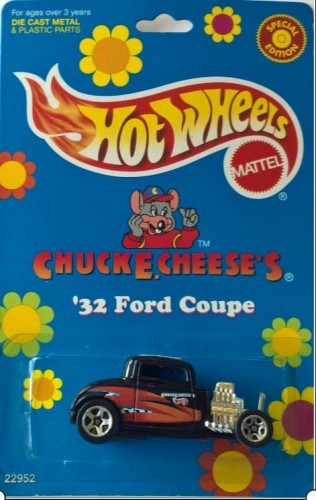 For ages over 3 years
DIE CAST METAL
& PLASTIC PARTS
SPECIAL
EDITION
HOT WHEELS
MATTEL
®
TM
CHUCK E. CHEESE'S®
'32 Ford Coupe
22952